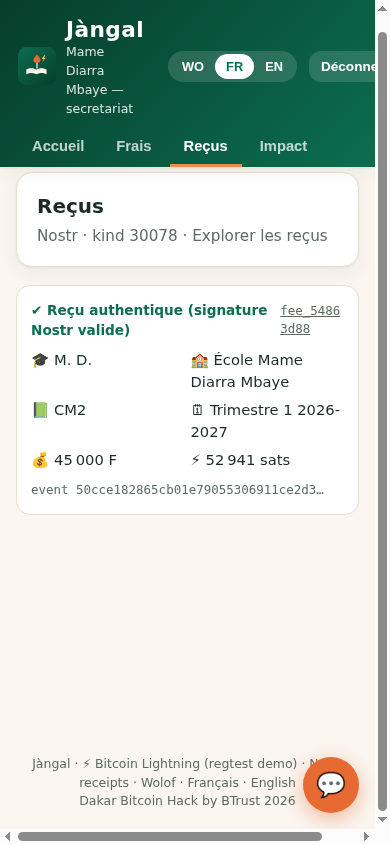 Jàngal
Mame
Diarra
Mbaye —
secretariat
WO FR EN
Déconne
Accueil Frais Reçus Impact
Reçus
Nostr · kind 30078 · Explorer les reçus
✔ Reçu authentique (signature
Nostr valide)
fee_5486
3d88
🎓 M. D.
🏫 École Mame
Diarra Mbaye
📗 CM2
🗓 Trimestre 1 2026-
2027
💰 45 000 F
⚡ 52 941 sats
event 50cce182865cb01e79055306911ce2d3…
Jàngal · ⚡ Bitcoin Lightning (regtest demo) ·
receipts · Wolof · Français · English
Dakar Bitcoin Hack by BTrust 2026